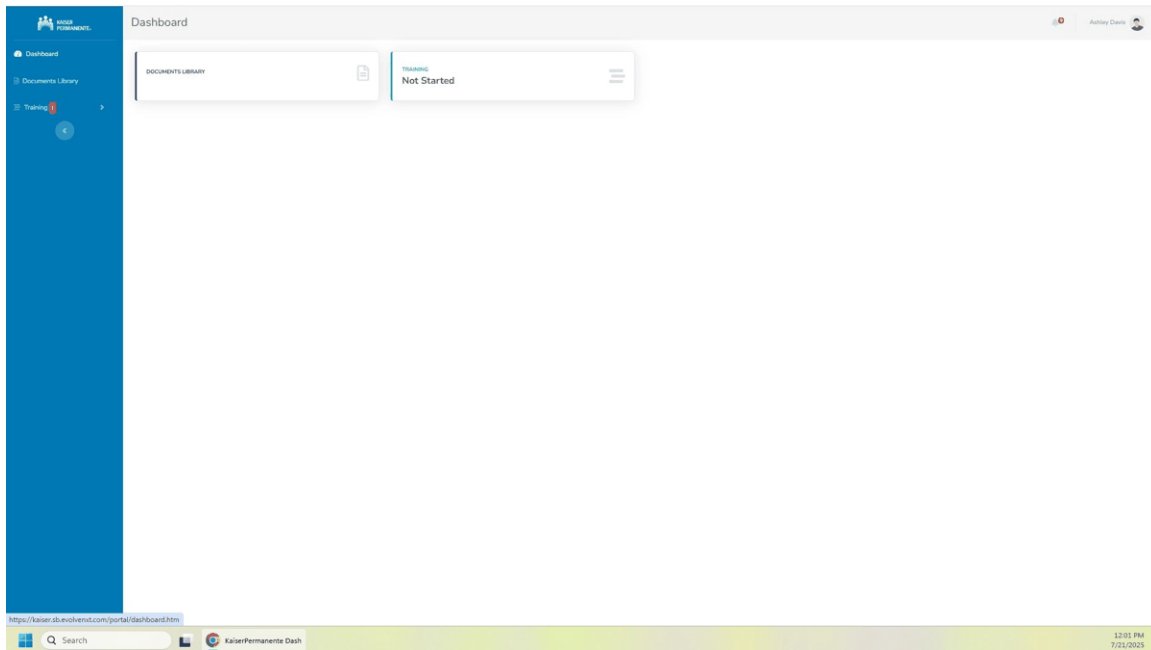 KAISER
PERMANENTE.
Dashboard
Ashley Davis
Dashboard
Documents Library
Training
DOCUMENTS LIBRARY
TRAINING
Not Started
https://kaiser.sb.evolvenxt.com/portal/dashboard.htm
Search
KaiserPermanente Dash
12:01 PM
7/21/2025